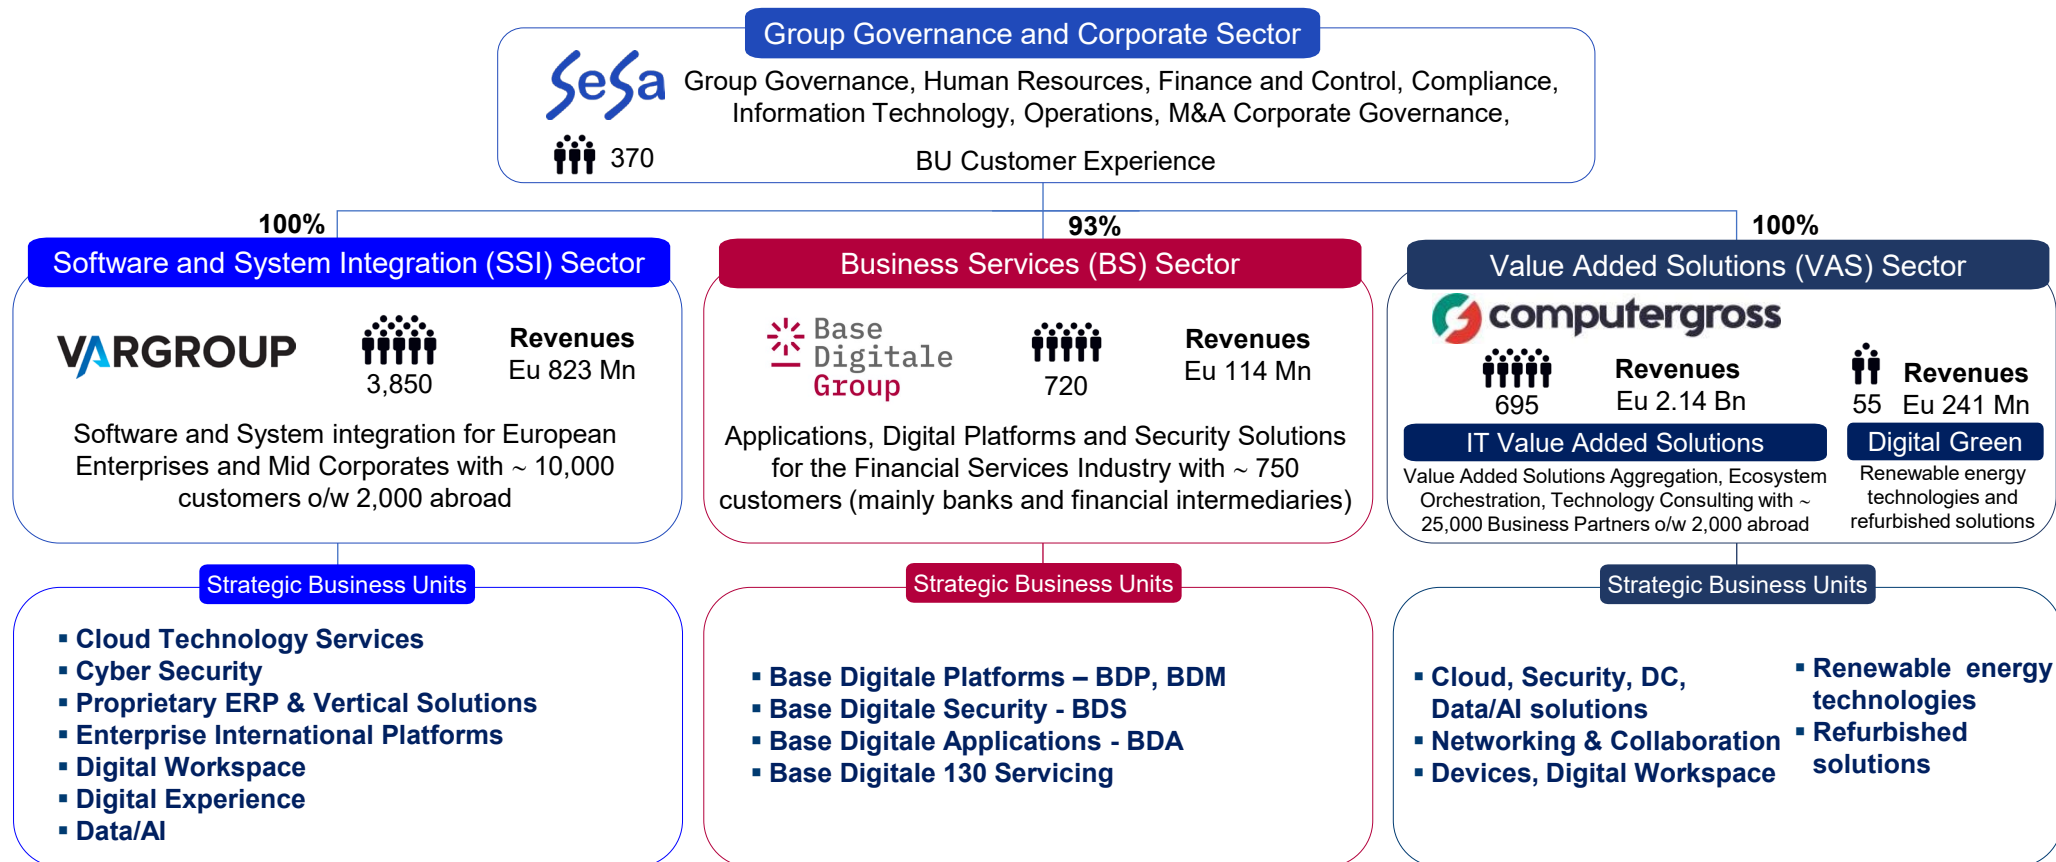 Group Governance and Corporate Sector
SeSa
Group Governance, Human Resources, Finance and Control, Compliance,
Information Technology, Operations, M&A Corporate Governance,
370
BU Customer Experience
100%
93%
100%
Software and System Integration (SSI) Sector
VARGROUP
3,850
Revenues
Eu 823 Mn
Software and System integration for European
Enterprises and Mid Corporates with ~ 10,000
customers o/w 2,000 abroad
Business Services (BS) Sector
Base
Digitale
Group
720
Revenues
Eu 114 Mn
Applications, Digital Platforms and Security Solutions
for the Financial Services Industry with ~ 750
customers (mainly banks and financial intermediaries)
Value Added Solutions (VAS) Sector
computergross
695
Revenues
Eu 2.14 Bn
55
Revenues
Eu 241 Mn
IT Value Added Solutions
Value Added Solutions Aggregation, Ecosystem
Orchestration, Technology Consulting with ~
25,000 Business Partners o/w 2,000 abroad
Digital Green
Renewable energy
technologies and
refurbished solutions
Strategic Business Units
▪ Cloud Technology Services
▪ Cyber Security
▪ Proprietary ERP & Vertical Solutions
▪ Enterprise International Platforms
▪ Digital Workspace
▪ Digital Experience
▪ Data/AI
Strategic Business Units
▪ Base Digitale Platforms – BDP, BDM
▪ Base Digitale Security - BDS
▪ Base Digitale Applications - BDA
▪ Base Digitale 130 Servicing
Strategic Business Units
▪ Cloud, Security, DC,
Data/AI solutions
▪ Networking & Collaboration
▪ Devices, Digital Workspace
▪ Renewable energy
technologies
▪ Refurbished
solutions